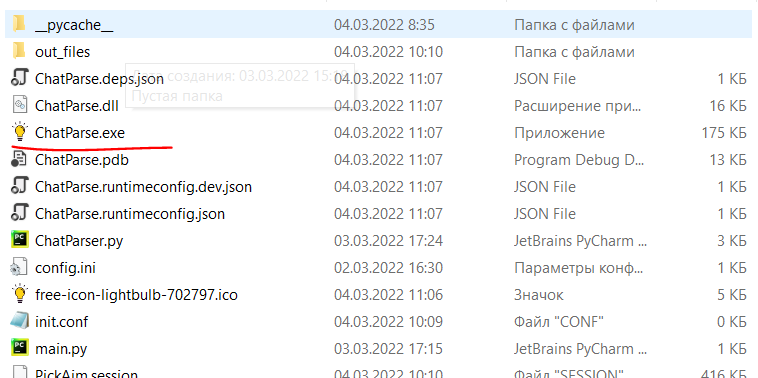 __pycache__ 04.03.2022 8:35 Папка с файлами
out_files 04.03.2022 10:10 Папка с файлами
ChatParse.deps.json 04.03.2022 11:07 JSON File 1 КБ
создания: 03.03.2022
Пустая папка
ChatParse.dll 04.03.2022 11:07 Расширение при... 16 КБ
ChatParse.exe 04.03.2022 11:07 Приложение 175 КБ
ChatParse.pdb 04.03.2022 11:07 Program Debug D... 13 КБ
ChatParse.runtimeconfig.dev.json 04.03.2022 11:07 JSON File 1 КБ
ChatParse.runtimeconfig.json 04.03.2022 11:07 JSON File 1 КБ
ChatParser.py 03.03.2022 17:24 JetBrains PyCharm ... 3 КБ
config.ini 02.03.2022 16:30 Параметры конф... 1 КБ
free-icon-lightbulb-702797.ico 04.03.2022 11:06 Значок 5 КБ
init.conf 04.03.2022 10:09 Файл "CONF" 0 КБ
main.py 03.03.2022 17:15 JetBrains PyCharm ... 1 КБ
PickAim.session 04.03.2022 10:10 Файл "SESSION" 416 КБ